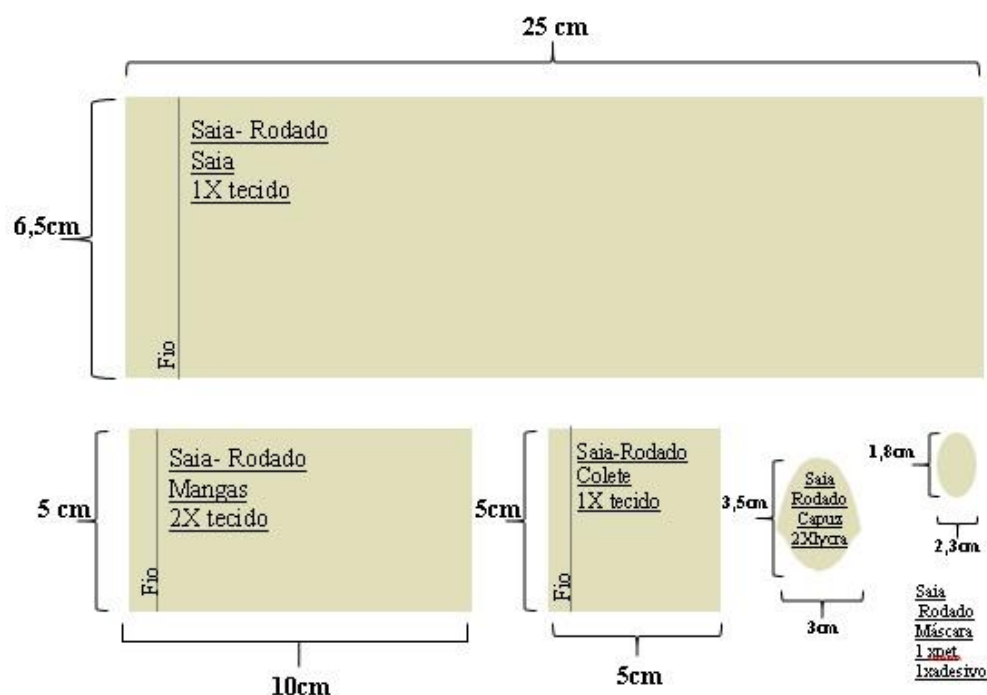 25 cm
6,5cm
Saia- Rodado
Saia
1X tecido
Fio
5 cm
Saia- Rodado
Mangas
2X tecido
Fio
10cm
5cm
Saia-Rodado
Colete
1X tecido
Fio
5cm
3,5cm
Saia
Rodado
Capuz
2Xlycra
3cm
1,8cm
2,3cm
Saia
Rodado
Máscara
1 xpet
1xadesivo